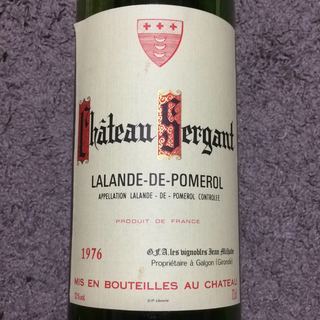 Château Sergant
LALANDE-DE-POMEROL
APPELLATION LALANDE - DE - POMEROL CONTROLEE
PRODUIT DE FRANCE
1976
G.F.A. les vignobles Jean Milhade
Propriétaire à Galgon (Gironde)
MIS EN BOUTEILLES AU CHATEAU